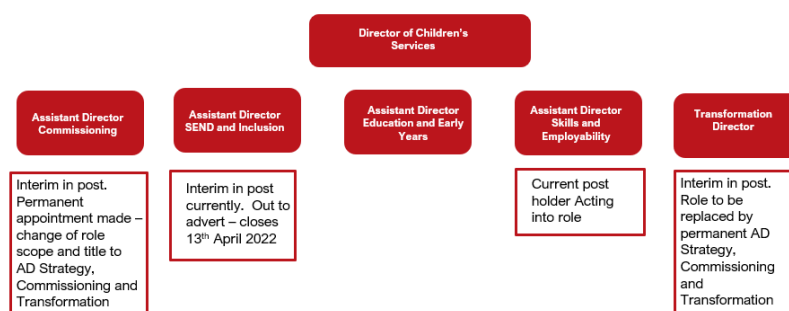 Director of Children's
Services
Assistant Director
Commissioning
Assistant Director
SEND and Inclusion
Assistant Director
Education and Early
Years
Assistant Director
Skills and
Employability
Transformation
Director
Interim in post.
Permanent
appointment made –
change of role
scope and title to
AD Strategy,
Commissioning and
Transformation
Interim in post
currently.  Out to
advert – closes
13th April 2022
Current post
holder Acting
into role
Interim in post.
Role to be
replaced by
permanent AD
Strategy,
Commissioning
and
Transformation